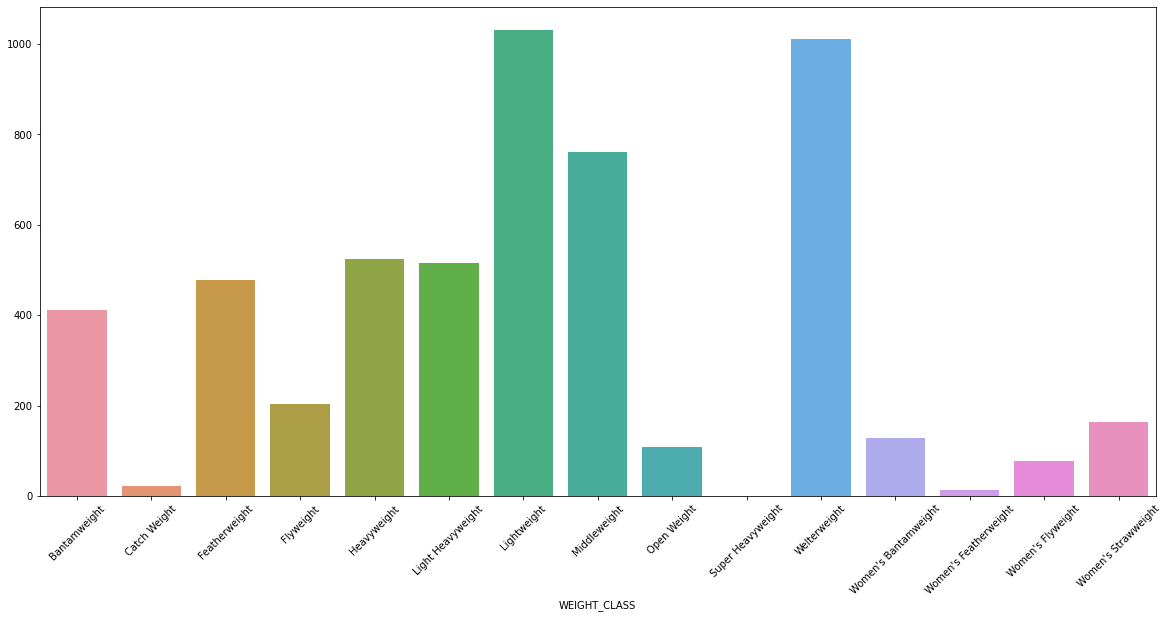 1000
800
600
400
200
0
Bantamweight
Catch Weight
Featherweight
Flyweight
Heavyweight
Light Heavyweight
Lightweight
Middleweight
Open Weight
Super Heavyweight
Welterweight
Women's Bantamweight
Women's Featherweight
Women's Flyweight
Women's Strawweight
WEIGHT_CLASS